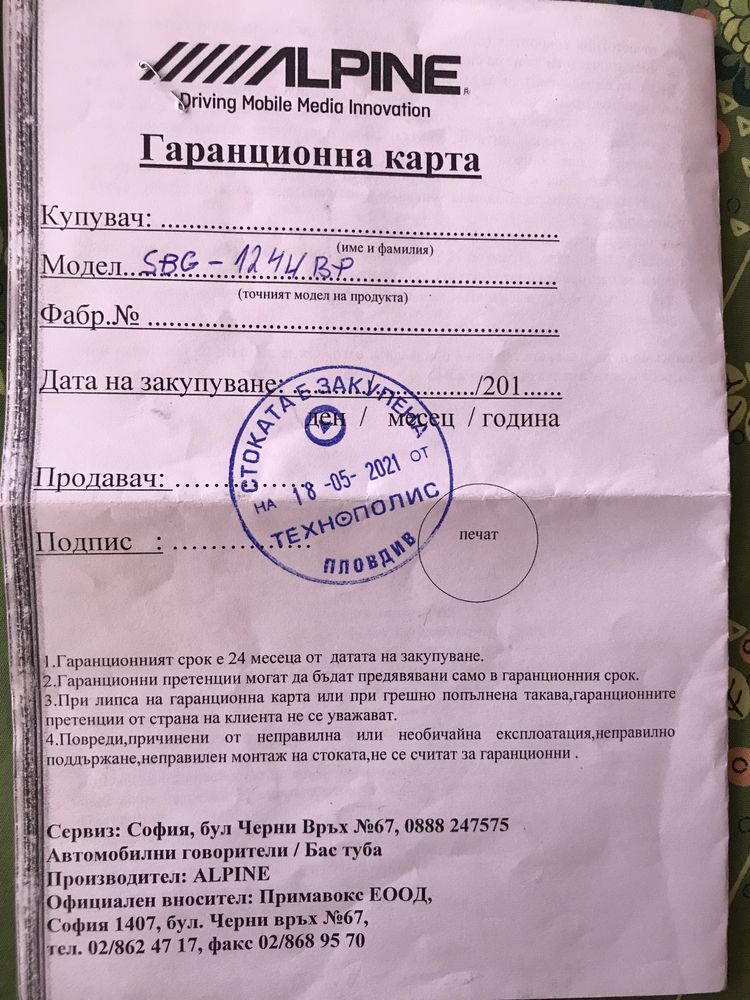 ALPINE®
Driving Mobile Media Innovation
Гаранционна карта
Купувач: ..........................................................
(име и фамилия)
Модел.. SBG-1244BP
(точният модел на продукта)
Фабр.№ ............................................................
Дата на закупуване: ........../............../201......
ден / месец / година
Продавач: ....................
СТОКАТА Е ЗАКУПЕНА
НА 18-05-2021 ОТ
ТЕХНОПОЛИС
ПЛОВДИВ
Подпис : ....................
печат
1.Гаранционният срок е 24 месеца от датата на закупуване.
2.Гаранционни претенции могат да бъдат предявявани само в гаранционния срок.
3.При липса на гаранционна карта или при грешно попълнена такава,гаранционните
претенции от страна на клиента не се уважават.
4.Повреди,причинени от неправилна или необичайна експлоатация,неправилно
поддържане,неправилен монтаж на стоката,не се считат за гаранционни .
Сервиз: София, бул Черни Връх №67, 0888 247575
Автомобилни говорители / Бас туба
Производител: ALPINE
Официален вносител: Примавокс ЕООД,
София 1407, бул. Черни връх №67,
тел. 02/862 47 17, факс 02/868 95 70